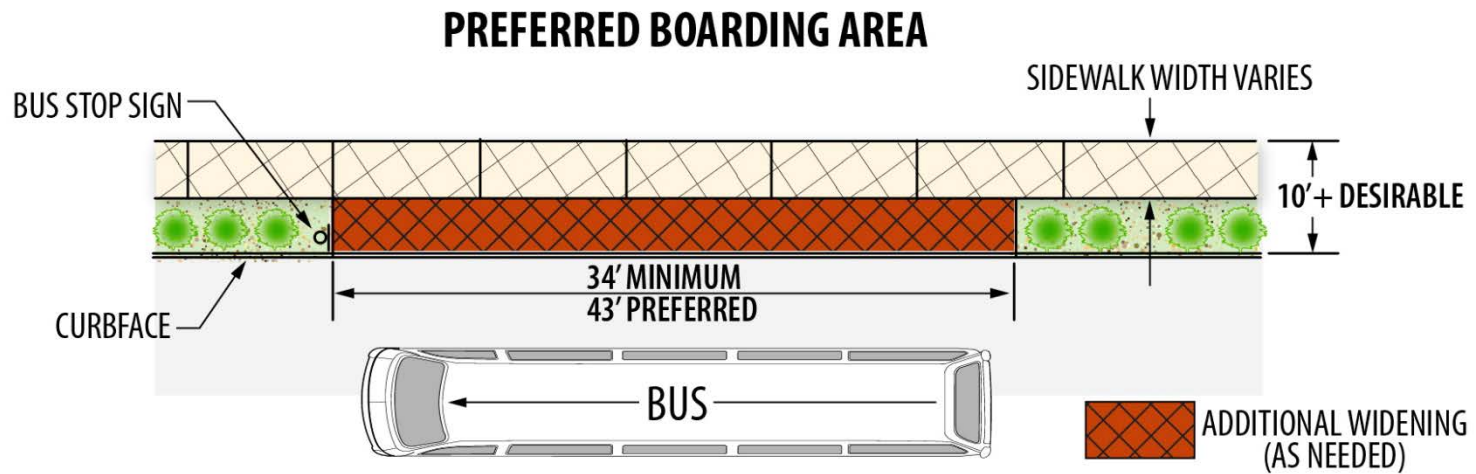 PREFERRED BOARDING AREA
BUS STOP SIGN
SIDEWALK WIDTH VARIES
10’+ DESIRABLE
34’ MINIMUM
43’ PREFERRED
CURBFACE
BUS
ADDITIONAL WIDENING
(AS NEEDED)